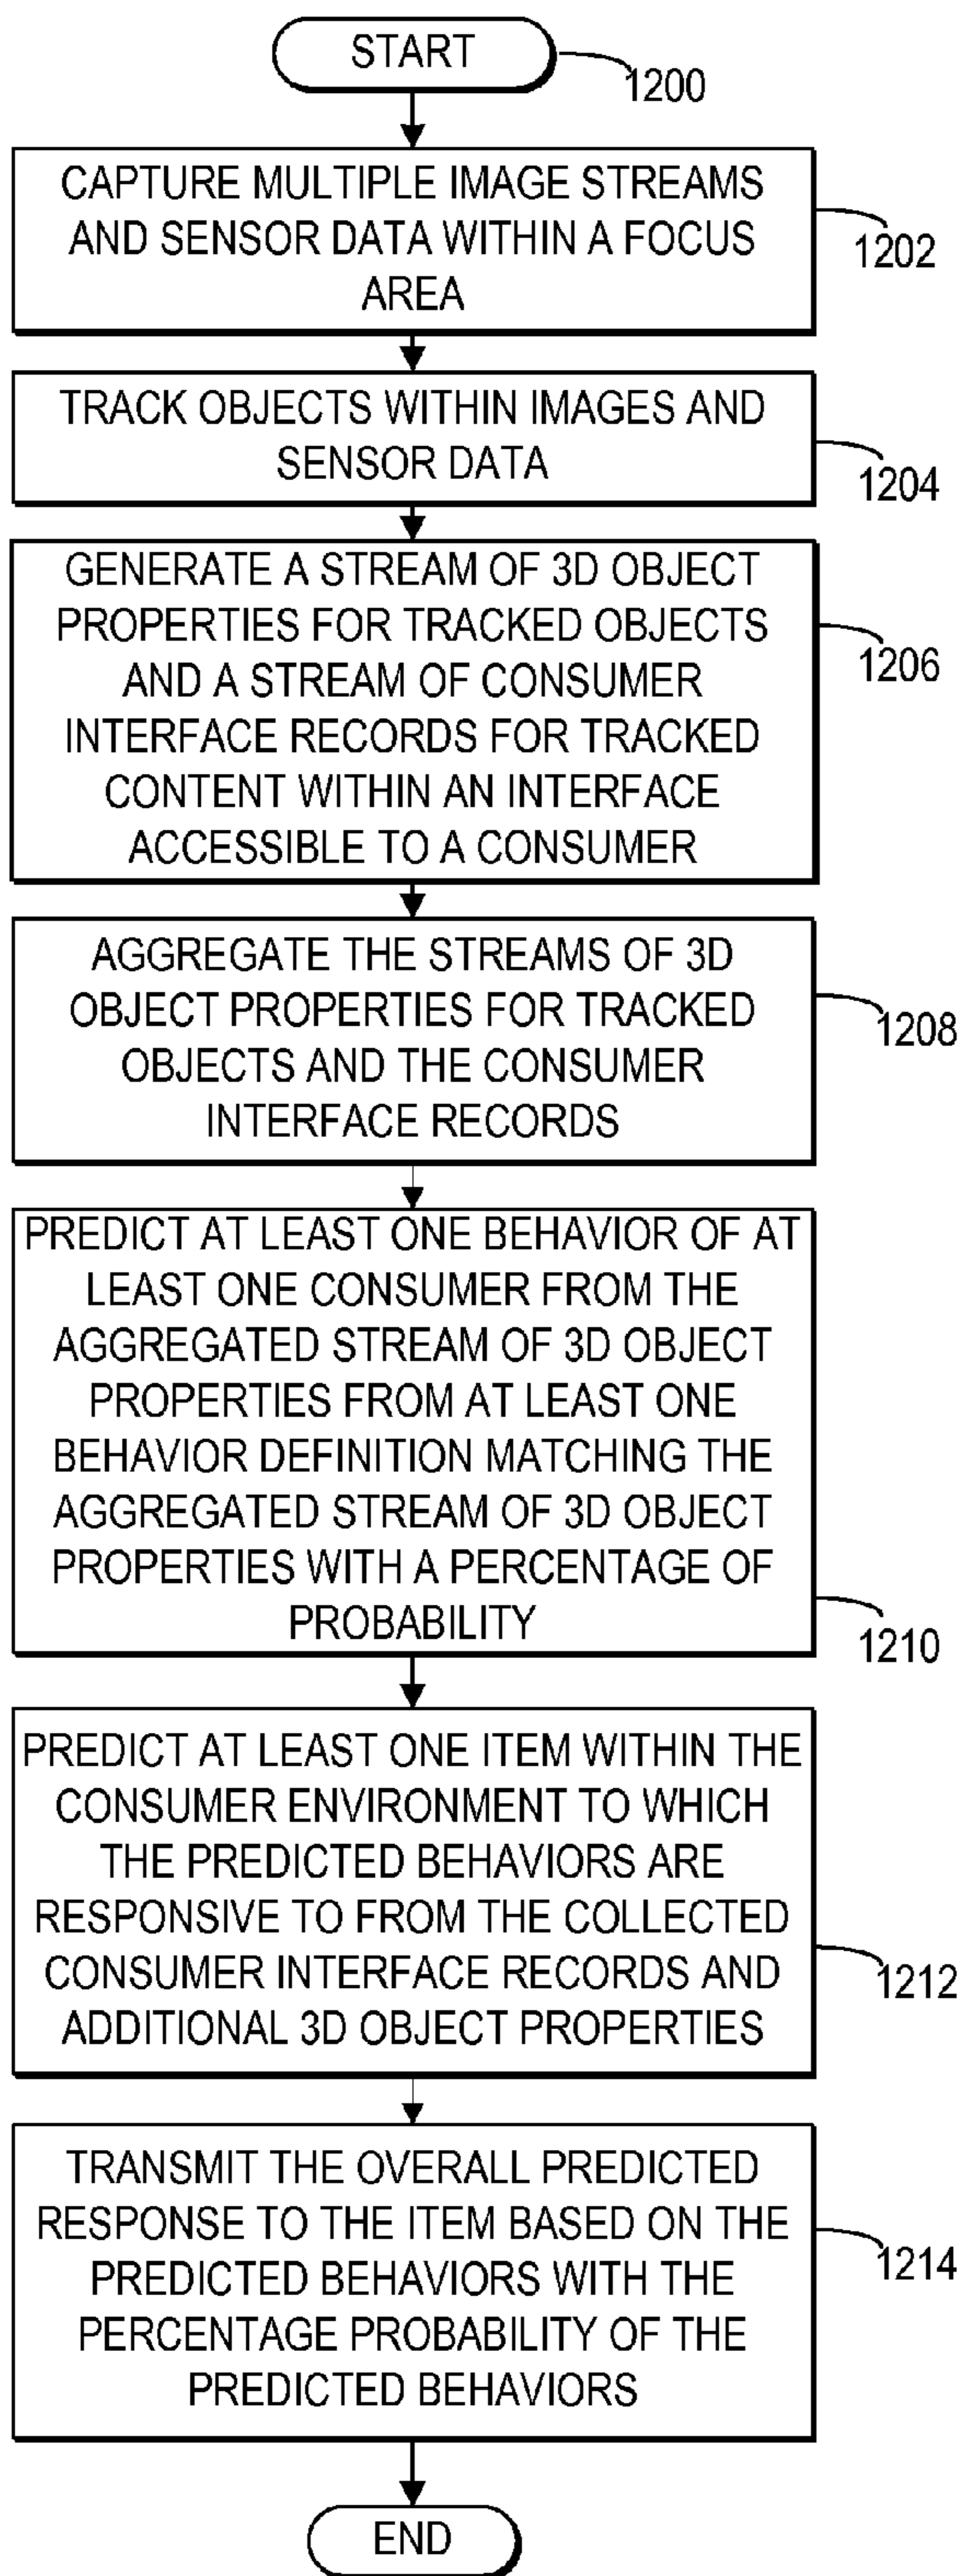 START
1200
CAPTURE MULTIPLE IMAGE STREAMS
AND SENSOR DATA WITHIN A FOCUS
AREA
1202
TRACK OBJECTS WITHIN IMAGES AND
SENSOR DATA
1204
GENERATE A STREAM OF 3D OBJECT
PROPERTIES FOR TRACKED OBJECTS
AND A STREAM OF CONSUMER
INTERFACE RECORDS FOR TRACKED
CONTENT WITHIN AN INTERFACE
ACCESSIBLE TO A CONSUMER
1206
AGGREGATE THE STREAMS OF 3D
OBJECT PROPERTIES FOR TRACKED
OBJECTS AND THE CONSUMER
INTERFACE RECORDS
1208
PREDICT AT LEAST ONE BEHAVIOR OF AT
LEAST ONE CONSUMER FROM THE
AGGREGATED STREAM OF 3D OBJECT
PROPERTIES FROM AT LEAST ONE
BEHAVIOR DEFINITION MATCHING THE
AGGREGATED STREAM OF 3D OBJECT
PROPERTIES WITH A PERCENTAGE OF
PROBABILITY
1210
PREDICT AT LEAST ONE ITEM WITHIN THE
CONSUMER ENVIRONMENT TO WHICH
THE PREDICTED BEHAVIORS ARE
RESPONSIVE TO FROM THE COLLECTED
CONSUMER INTERFACE RECORDS AND
ADDITIONAL 3D OBJECT PROPERTIES
1212
TRANSMIT THE OVERALL PREDICTED
RESPONSE TO THE ITEM BASED ON THE
PREDICTED BEHAVIORS WITH THE
PERCENTAGE PROBABILITY OF THE
PREDICTED BEHAVIORS
1214
END